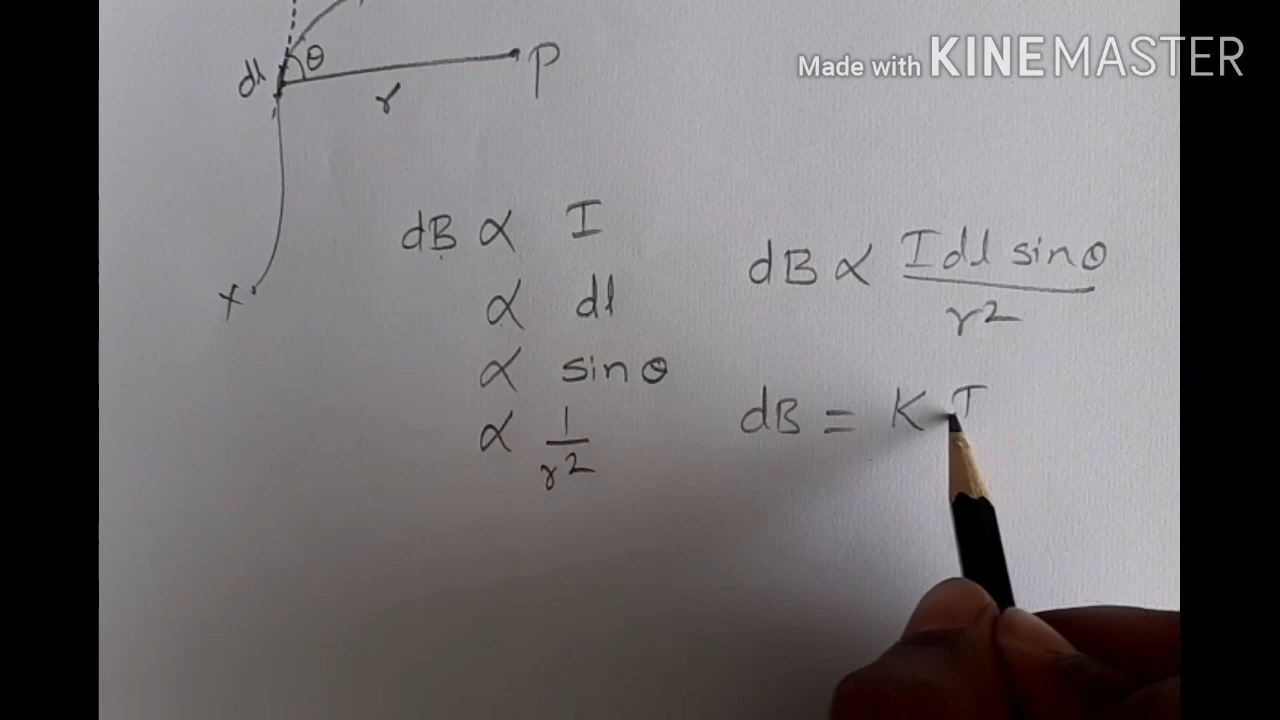 Made with KINEMASTER
θ
dl
r
P
X
dB ∝ I
∝ dl
∝ sin θ
∝ 1/r²
dB ∝ I dl sin θ / r²
dB = K I